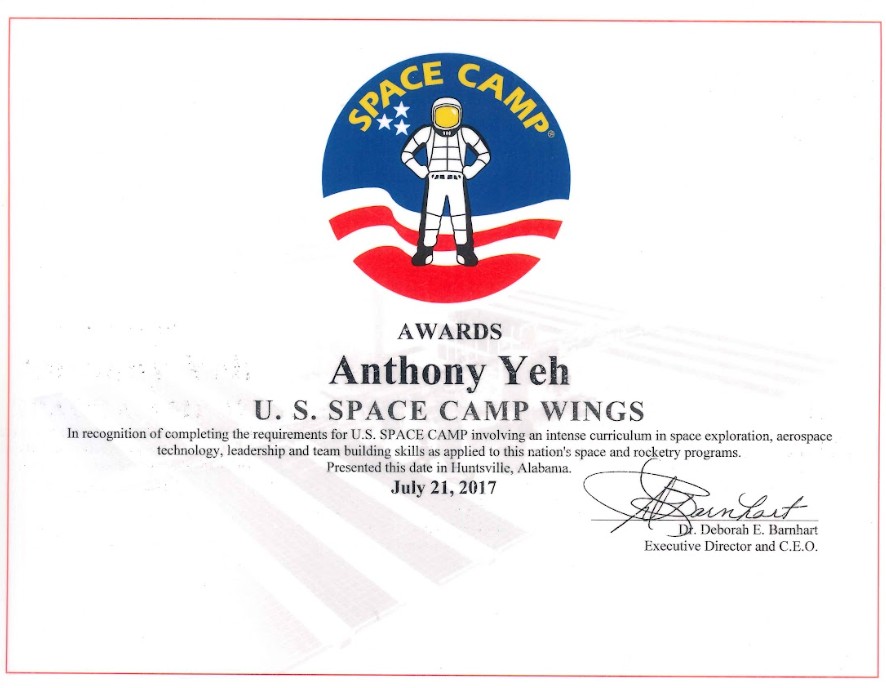 SPACE CAMP®
AWARDS
Anthony Yeh
U. S. SPACE CAMP WINGS
In recognition of completing the requirements for U.S. SPACE CAMP involving an intense curriculum in space exploration, aerospace
technology, leadership and team building skills as applied to this nation's space and rocketry programs.
Presented this date in Huntsville, Alabama.
July 21, 2017
Barnhart
Dr. Deborah E. Barnhart
Executive Director and C.E.O.